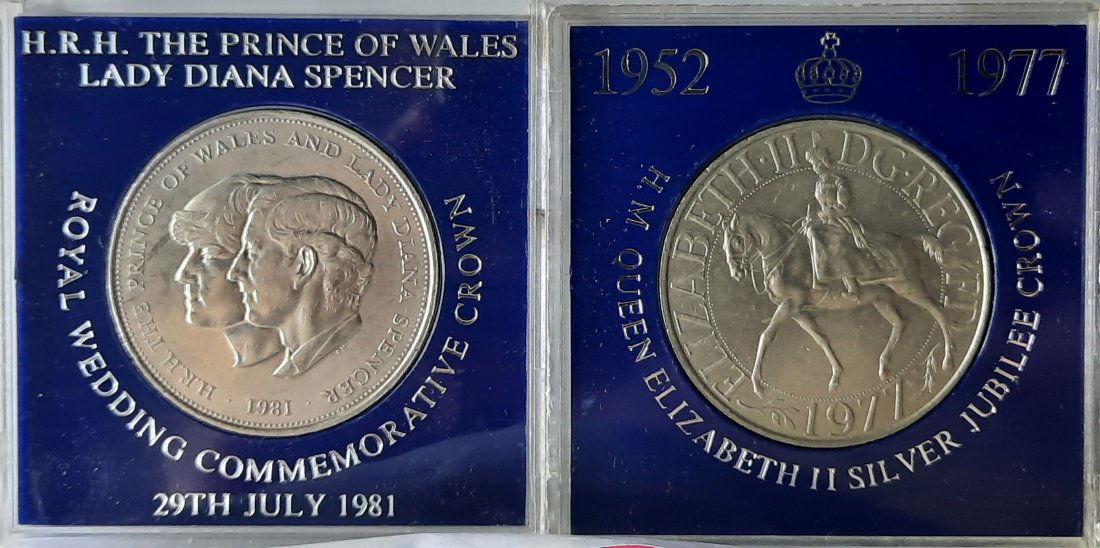 H.R.H. THE PRINCE OF WALES
LADY DIANA SPENCER
H.R.H. THE PRINCE OF WALES AND LADY DIANA SPENCER
· 1981 ·
ROYAL WEDDING COMMEMORATIVE CROWN
29TH JULY 1981
1952 1977
ELIZABETH·II D·G·REG F·D
1977
H.M. QUEEN ELIZABETH II SILVER JUBILEE CROWN